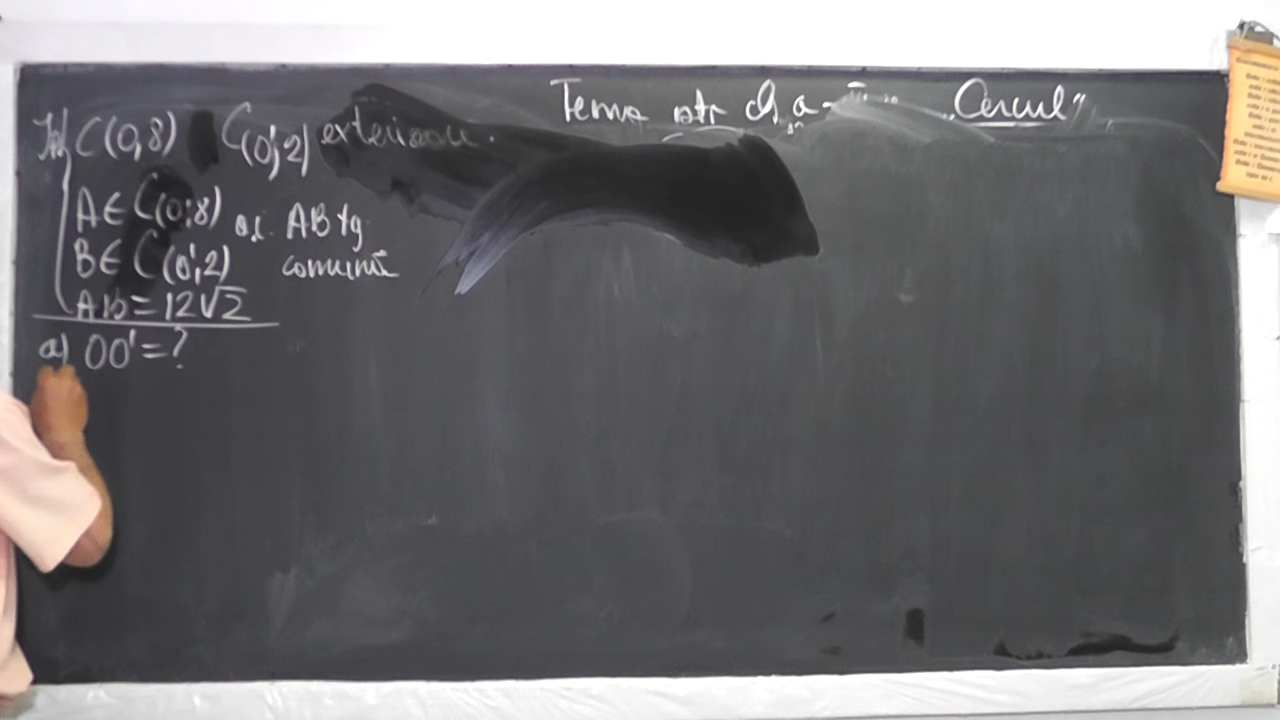 Tema ptr cls a „Cercul”
C(0,8) C(0',2) exterioare.
A∈ C(0;8) a.î. AB tg
B∈ C(0',2) comună
AB = 12√2
a) OO' = ?